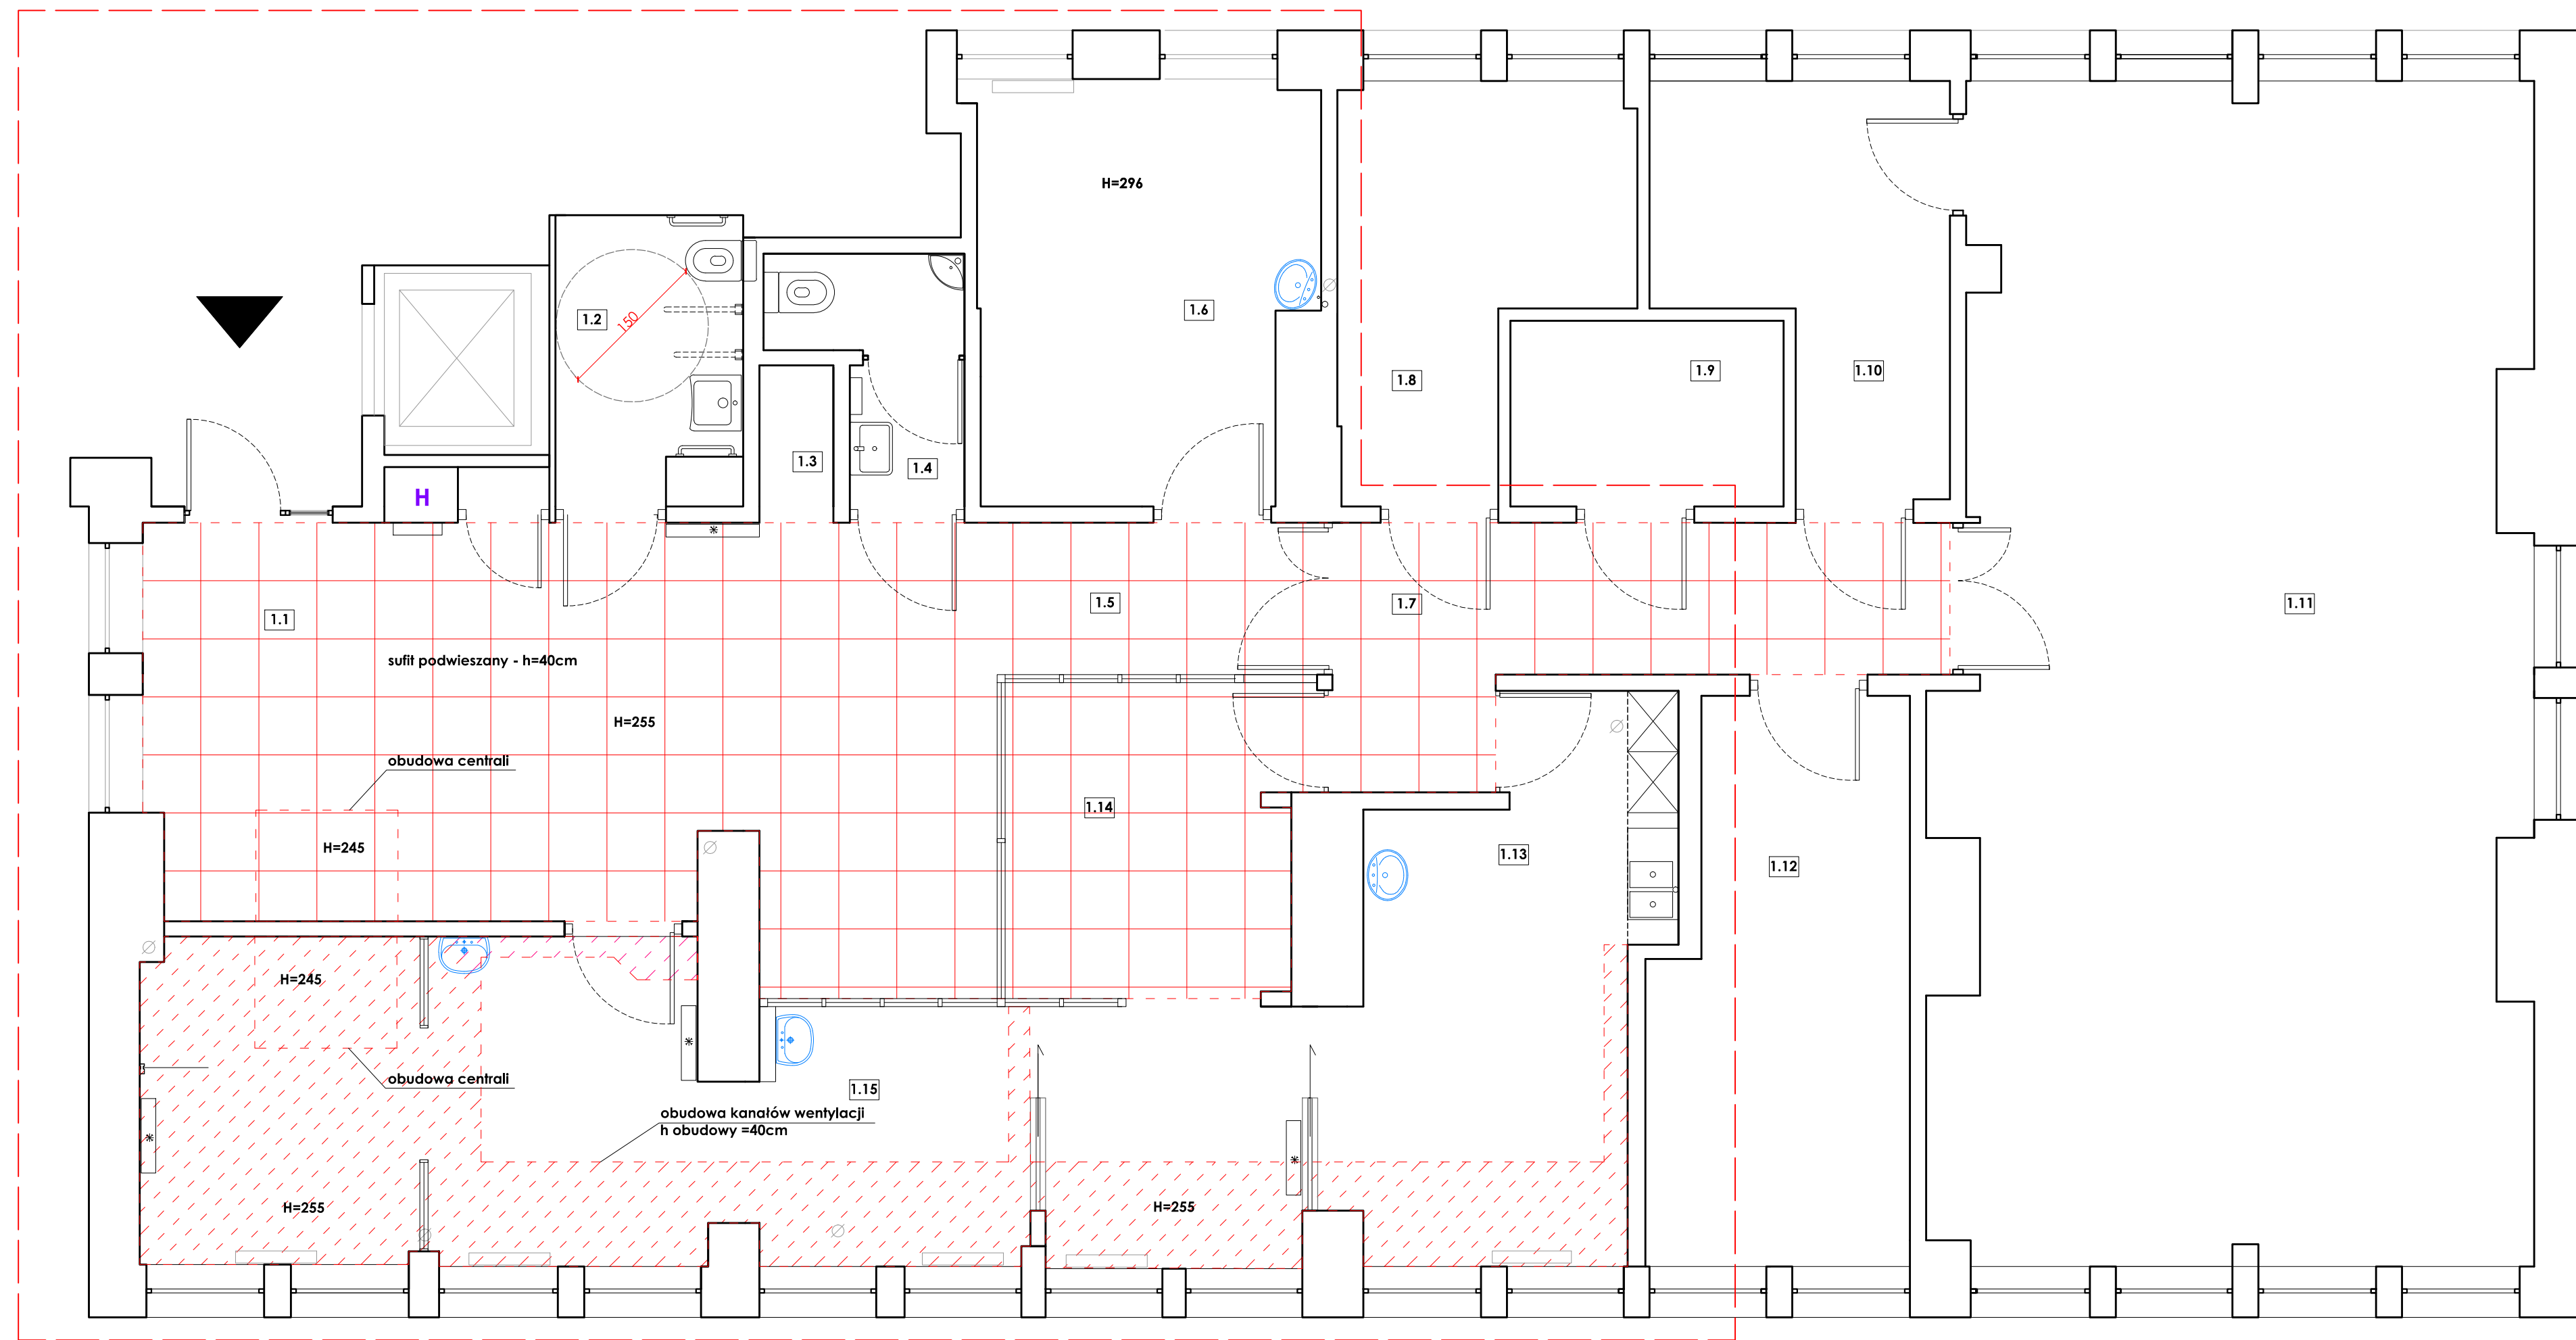 H=296
1.2
150
1.6
1.8
1.9
1.10
1.3
1.4
H
1.1
1.5
1.7
1.11
sufit podwieszany - h=40cm
H=255
obudowa centrali
H=245
1.14
1.13
1.12
H=245
obudowa centrali
1.15
obudowa kanałów wentylacji
h obudowy =40cm
H=255
H=255